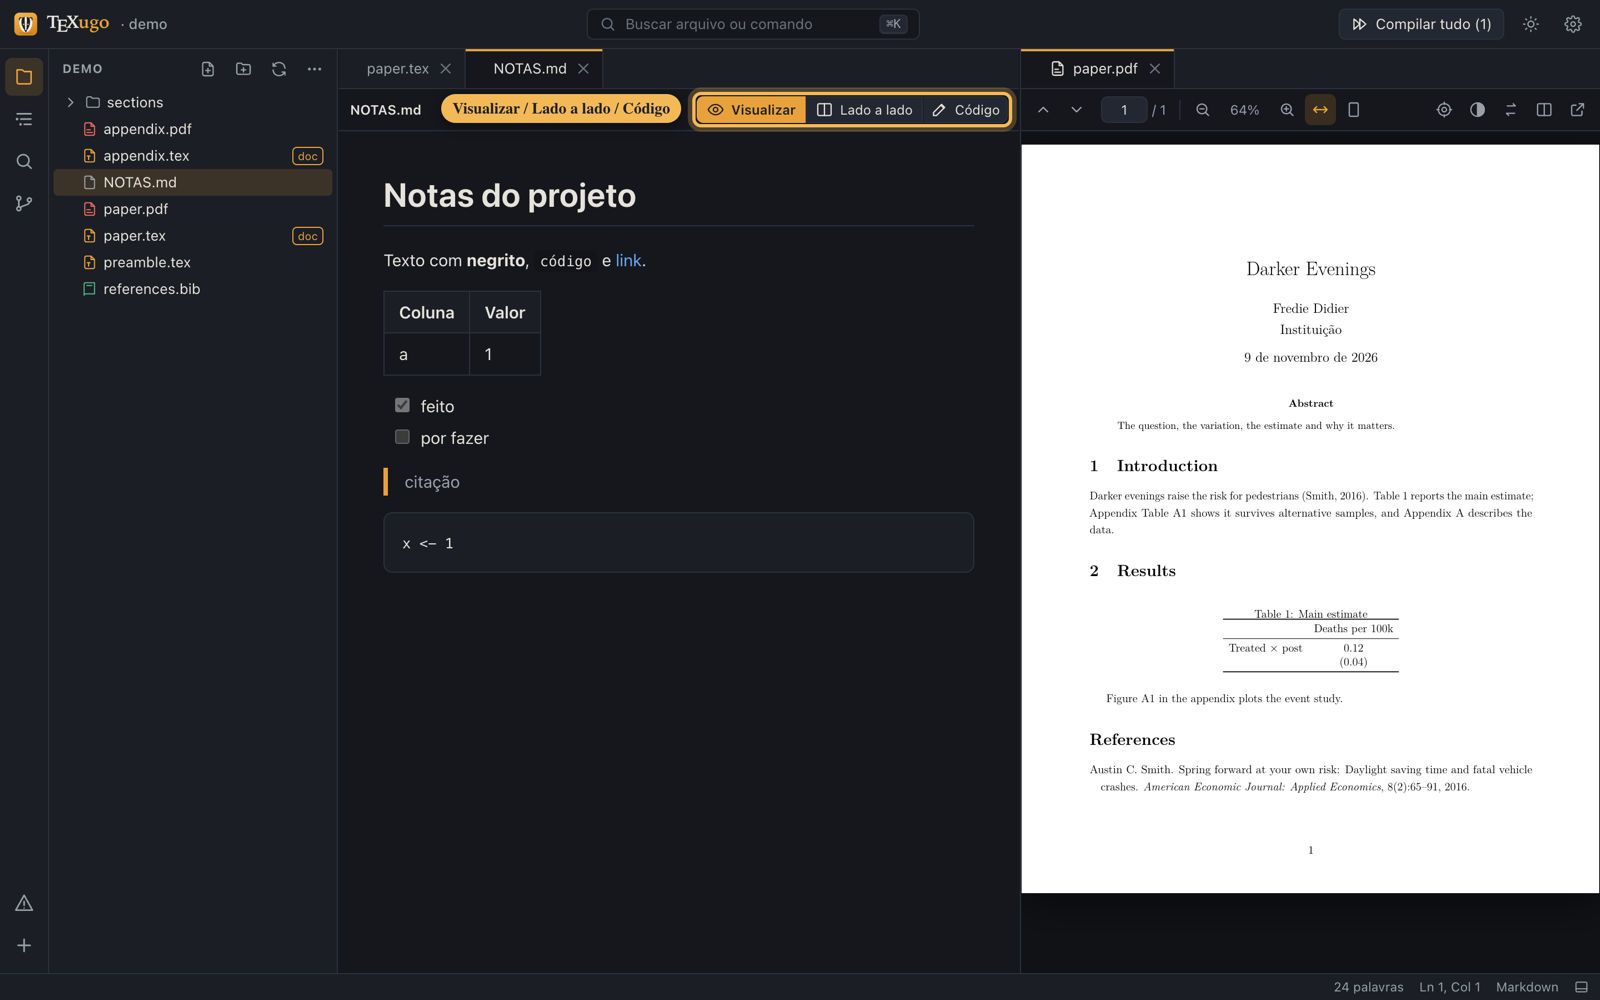 TEXugo · demo
Buscar arquivo ou comando ⌘K
Compilar tudo (1)
DEMO
sections
appendix.pdf
appendix.tex doc
NOTAS.md
paper.pdf
paper.tex doc
preamble.tex
references.bib
paper.tex
NOTAS.md
NOTAS.md
Visualizar / Lado a lado / Código
Visualizar
Lado a lado
Código
Notas do projeto
Texto com negrito, código e link.
Coluna Valor
a 1
feito
por fazer
citação
x <- 1
paper.pdf
1 / 1
64%
Darker Evenings
Fredie Didier
Instituição
9 de novembro de 2026
Abstract
The question, the variation, the estimate and why it matters.
1 Introduction
Darker evenings raise the risk for pedestrians (Smith, 2016). Table 1 reports the main estimate;
Appendix Table A1 shows it survives alternative samples, and Appendix A describes the
data.
2 Results
Table 1: Main estimate
Deaths per 100k
Treated × post 0.12
(0.04)
Figure A1 in the appendix plots the event study.
References
Austin C. Smith. Spring forward at your own risk: Daylight saving time and fatal vehicle
crashes. American Economic Journal: Applied Economics, 8(2):65–91, 2016.
1
24 palavras
Ln 1, Col 1
Markdown